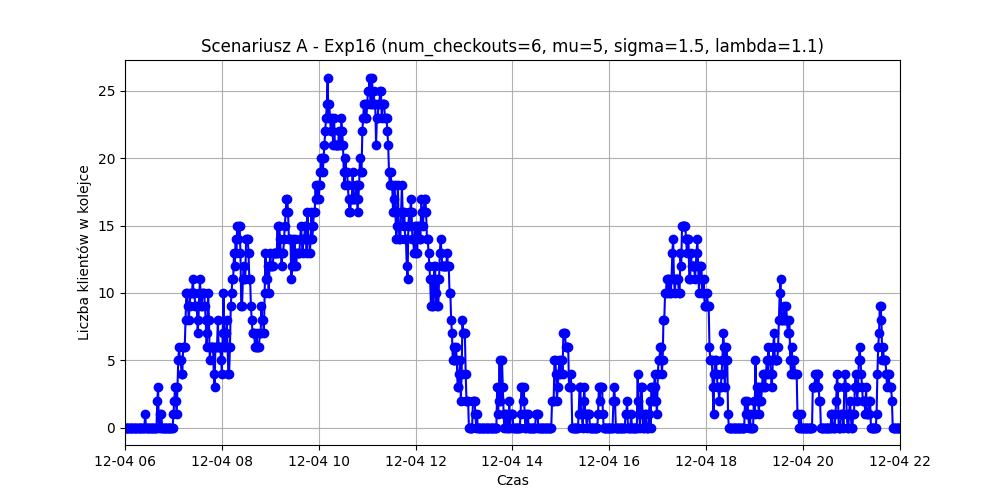 Scenariusz A - Exp16 (num_checkouts=6, mu=5, sigma=1.5, lambda=1.1)
Liczba klientów w kolejce
25
20
15
10
5
0
12-04 06 12-04 08 12-04 10 12-04 12 12-04 14 12-04 16 12-04 18 12-04 20 12-04 22
Czas